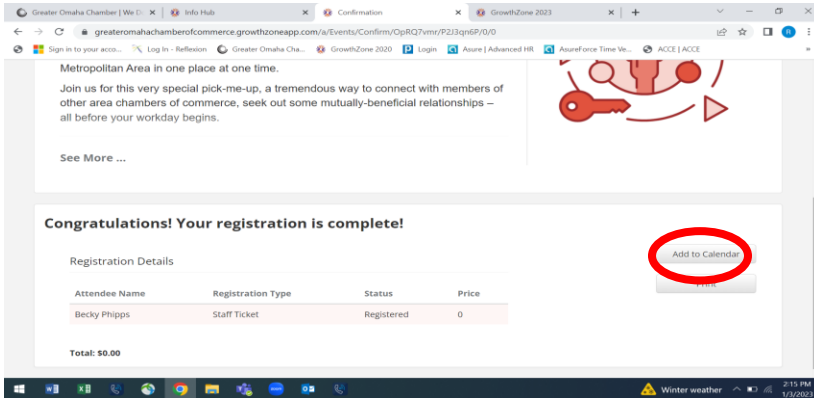 Greater Omaha Chamber | We D
Info Hub
Confirmation
GrowthZone 2023
greateromahachamberofcommerce.growthzoneapp.com/a/Events/Confirm/OpRQ7vmr/P2J3qn6P/0/0
Sign in to your acco...
Log In - Reflexion
Greater Omaha Cha...
GrowthZone 2020
Login
Asure | Advanced HR
AsureForce Time Ve...
ACCE | ACCE
Metropolitan Area in one place at one time.
Join us for this very special pick-me-up, a tremendous way to connect with members of
other area chambers of commerce, seek out some mutually-beneficial relationships –
all before your workday begins.
See More ...
Congratulations! Your registration is complete!
Add to Calendar
Print
Registration Details
Attendee Name Registration Type Status Price
Becky Phipps Staff Ticket Registered 0
Total: $0.00
Winter weather
2:15 PM
1/3/2023